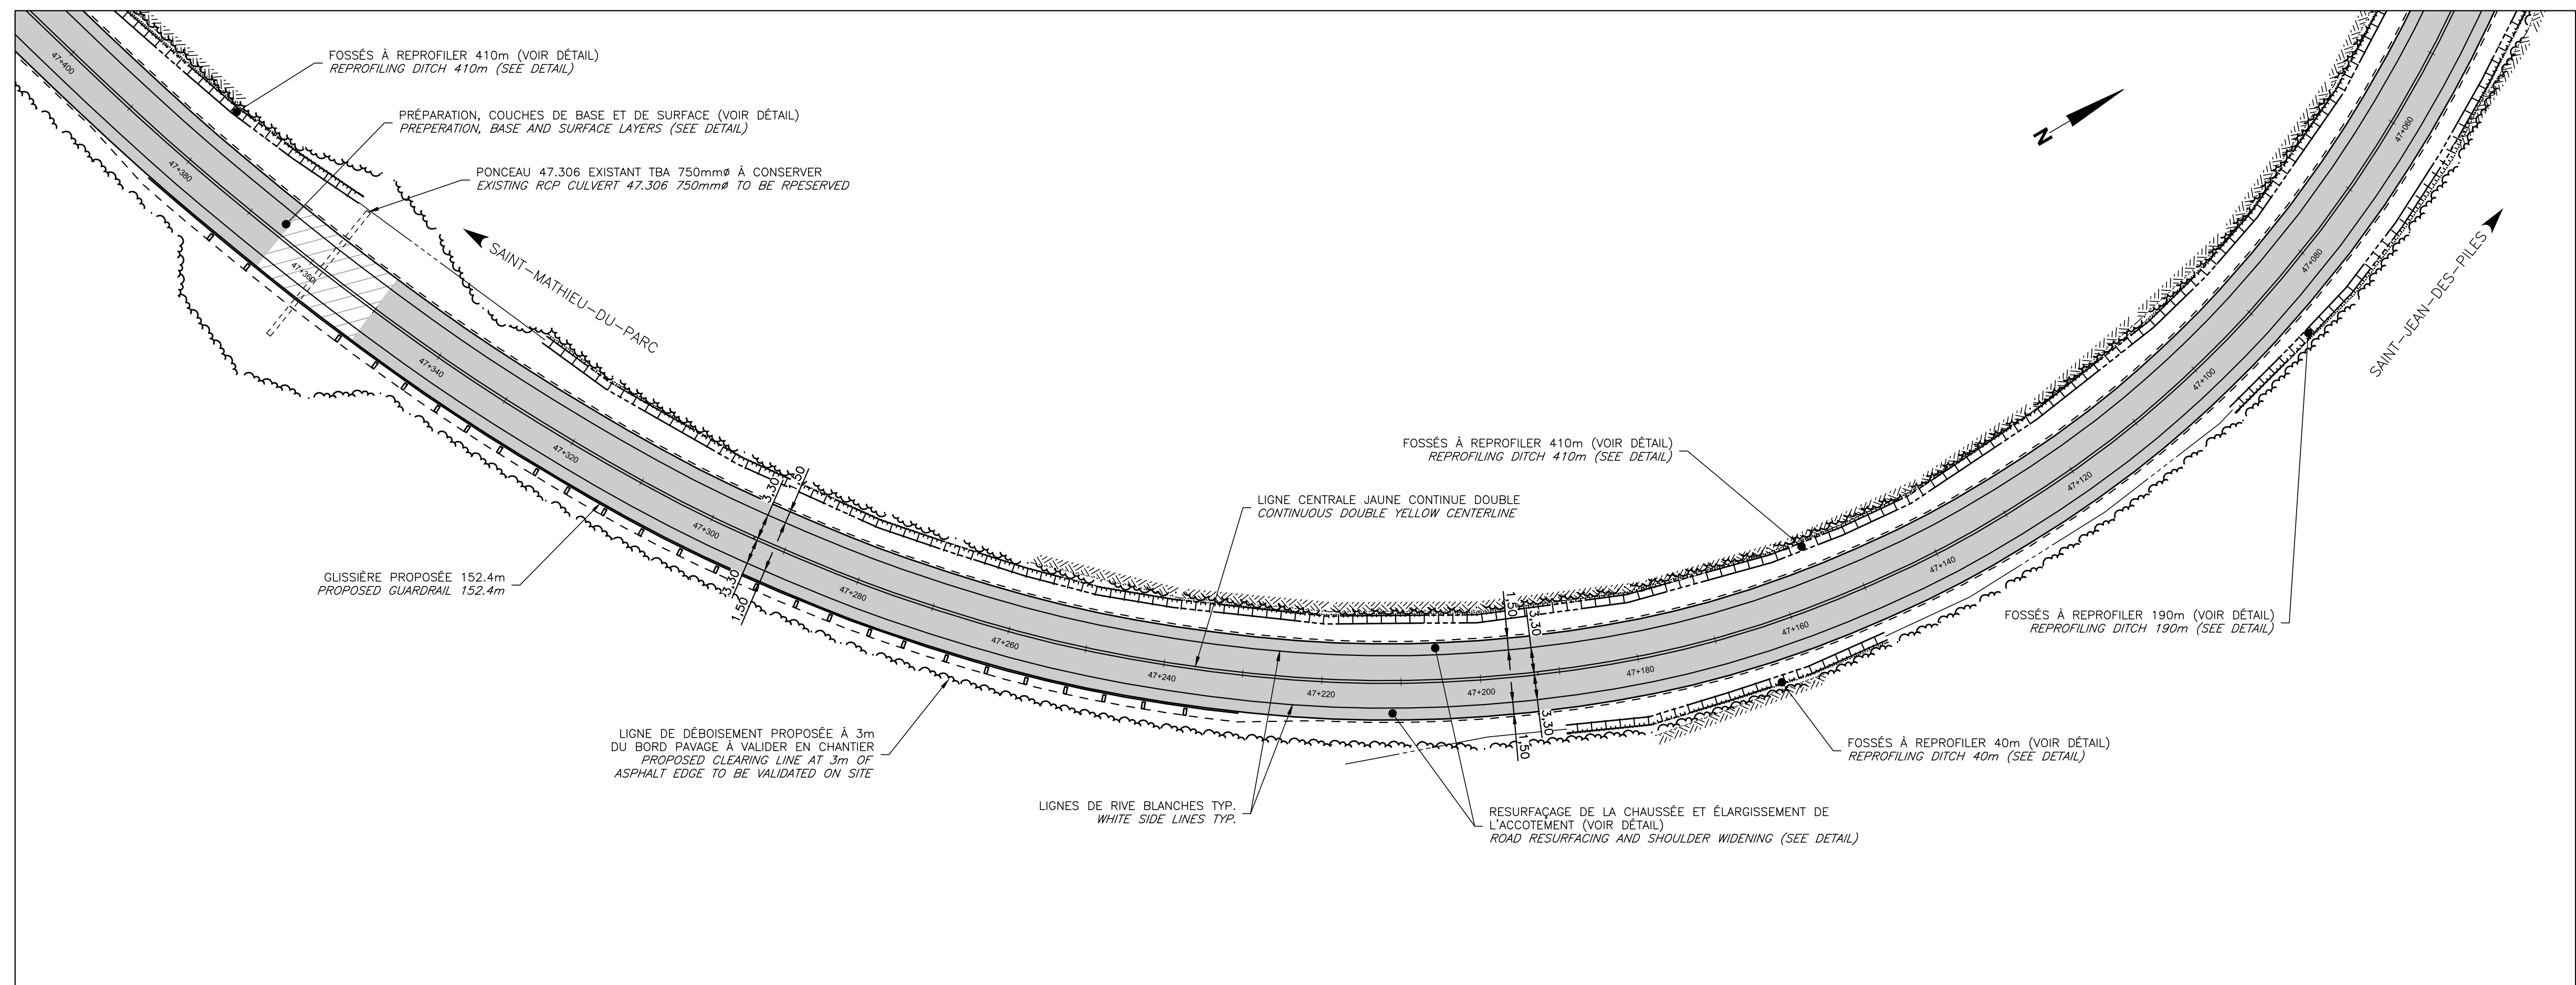 FOSSÉS À REPROFILER 410m (VOIR DÉTAIL)
REPROFILING DITCH 410m (SEE DETAIL)
PRÉPARATION, COUCHES DE BASE ET DE SURFACE (VOIR DÉTAIL)
PREPERATION, BASE AND SURFACE LAYERS (SEE DETAIL)
PONCEAU 47.306 EXISTANT TBA 750mmø À CONSERVER
EXISTING RCP CULVERT 47.306 750mmø TO BE RPESERVED
N
SAINT-MATHIEU-DU-PARC
SAINT-JEAN-DES-PILES
47+400
47+380
47+360
47+340
47+320
47+300
47+280
47+260
47+240
47+220
47+200
47+180
47+160
47+140
47+120
47+100
47+080
47+060
1,50
3,30
3,30
1,50
FOSSÉS À REPROFILER 410m (VOIR DÉTAIL)
REPROFILING DITCH 410m (SEE DETAIL)
LIGNE CENTRALE JAUNE CONTINUE DOUBLE
CONTINUOUS DOUBLE YELLOW CENTERLINE
GLISSIÈRE PROPOSÉE 152.4m
PROPOSED GUARDRAIL 152.4m
1,50
3,30
3,30
1,50
FOSSÉS À REPROFILER 190m (VOIR DÉTAIL)
REPROFILING DITCH 190m (SEE DETAIL)
LIGNE DE DÉBOISEMENT PROPOSÉE À 3m
DU BORD PAVAGE À VALIDER EN CHANTIER
PROPOSED CLEARING LINE AT 3m OF
ASPHALT EDGE TO BE VALIDATED ON SITE
FOSSÉS À REPROFILER 40m (VOIR DÉTAIL)
REPROFILING DITCH 40m (SEE DETAIL)
LIGNES DE RIVE BLANCHES TYP.
WHITE SIDE LINES TYP.
RESURFAÇAGE DE LA CHAUSSÉE ET ÉLARGISSEMENT DE
L'ACCOTEMENT (VOIR DÉTAIL)
ROAD RESURFACING AND SHOULDER WIDENING (SEE DETAIL)